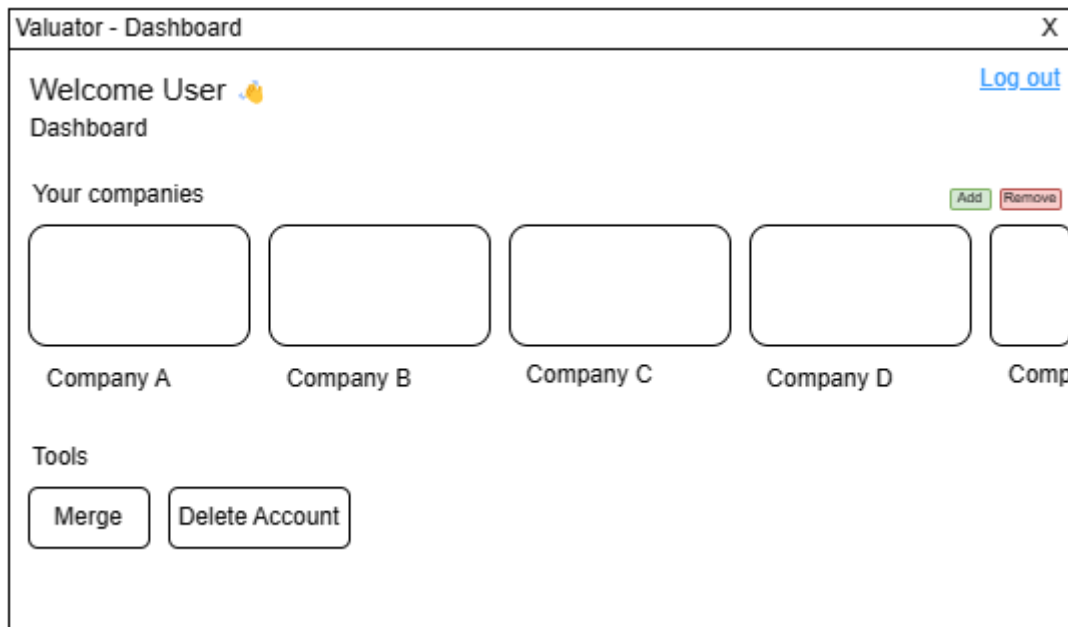 Valuator - Dashboard X
Welcome User 👋 Log out
Dashboard
Your companies Add Remove
Company A Company B Company C Company D Comp
Tools
Merge Delete Account